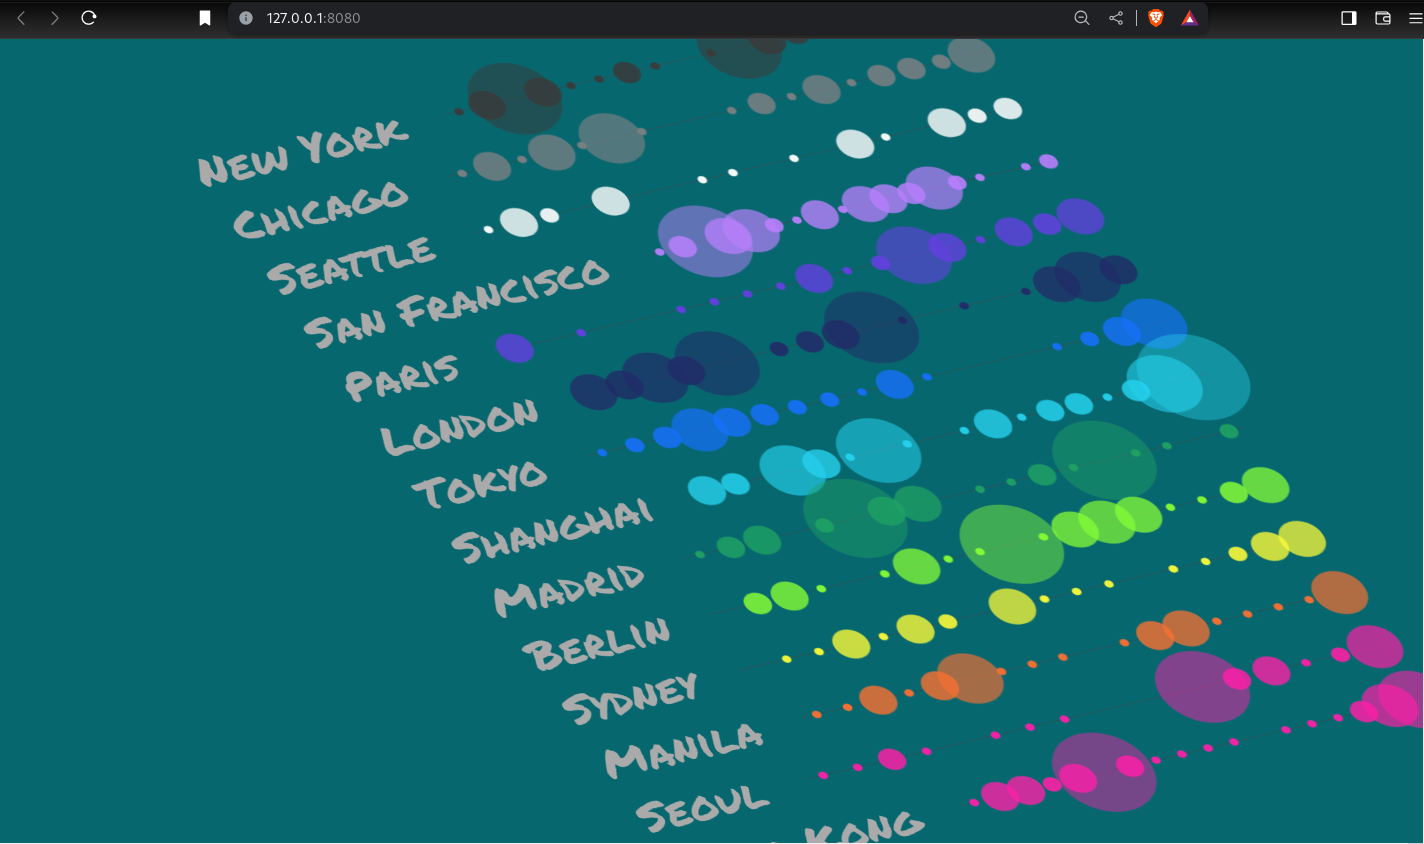 127.0.0.1:8080
NEW YORK
CHICAGO
SEATTLE
SAN FRANCISCO
PARIS
LONDON
TOKYO
SHANGHAI
MADRID
BERLIN
SYDNEY
MANILA
SEOUL
KONG